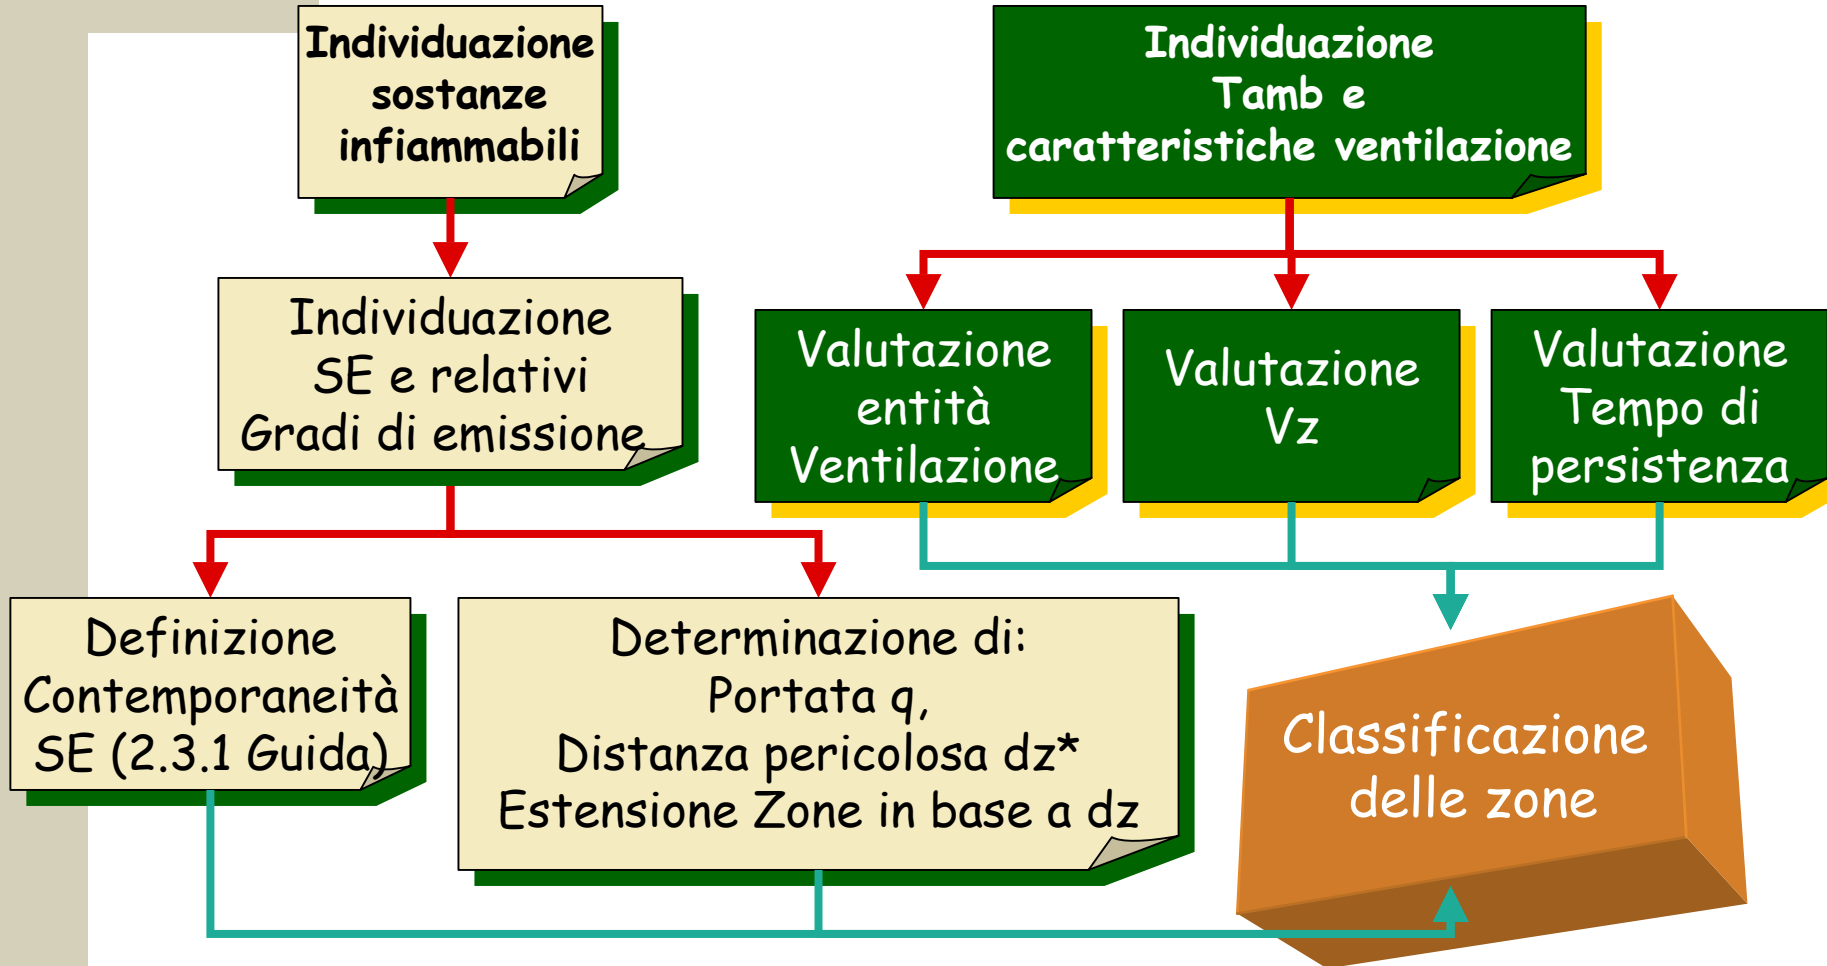 Individuazione
sostanze
infiammabili
Individuazione
Tamb e
caratteristiche ventilazione
Individuazione
SE e relativi
Gradi di emissione
Valutazione
entità
Ventilazione
Valutazione
Vz
Valutazione
Tempo di
persistenza
Definizione
Contemporaneità
SE (2.3.1 Guida)
Determinazione di:
Portata q,
Distanza pericolosa dz*
Estensione Zone in base a dz
Classificazione
delle zone